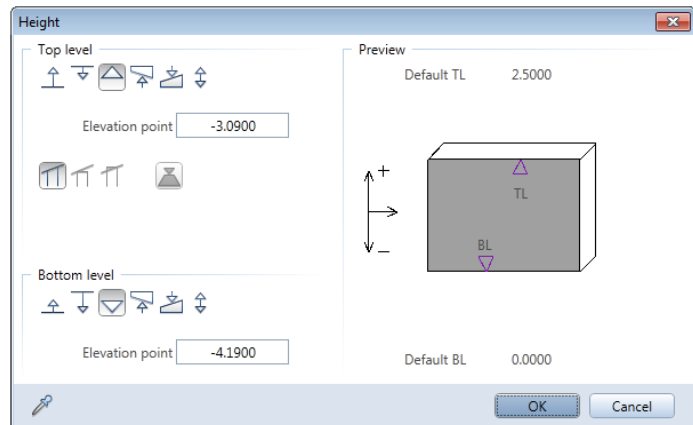 Height
Top level
Elevation point -3.0900
Bottom level
Elevation point -4.1900
Preview
Default TL 2.5000
+
TL
BL
−
Default BL 0.0000
OK Cancel